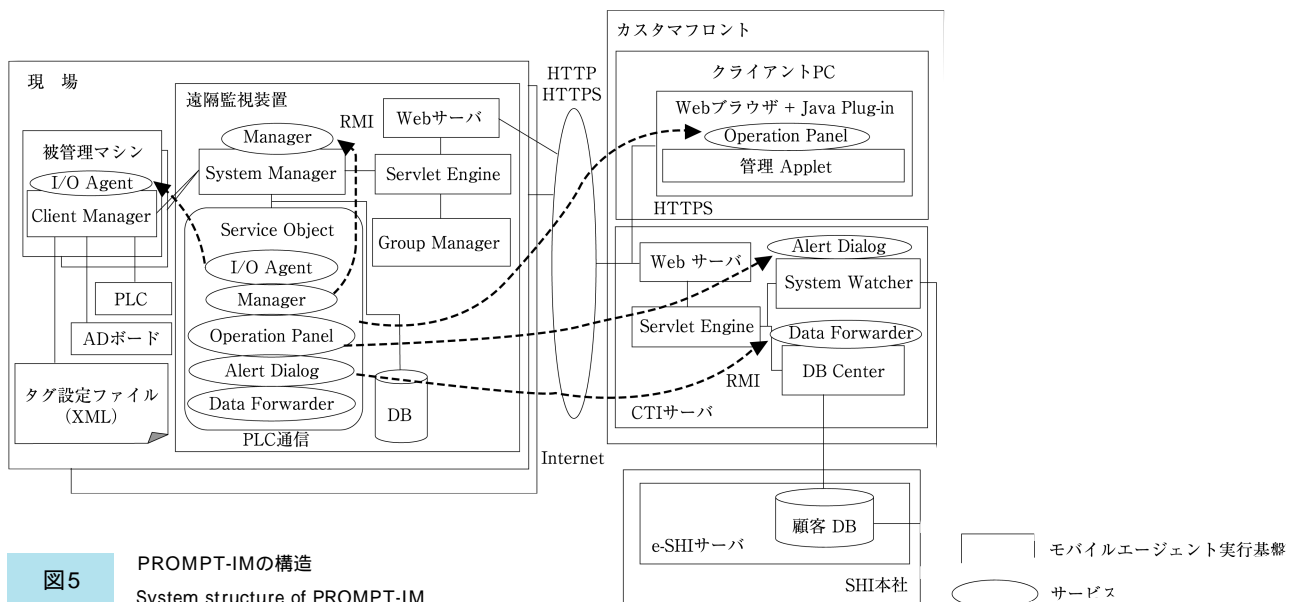 現 場
被管理マシン
I/O Agent
Client Manager
PLC
ADボード
タグ設定ファイル
(XML)
遠隔監視装置
RMI
Manager
System Manager
Webサーバ
Servlet Engine
Group Manager
Service Object
I/O Agent
Manager
Operation Panel
Alert Dialog
Data Forwarder
PLC通信
DB
HTTP
HTTPS
Internet
カスタマフロント
クライアントPC
Webブラウザ + Java Plug-in
Operation Panel
管理 Applet
HTTPS
Web サーバ
Servlet Engine
Alert Dialog
System Watcher
Data Forwarder
DB Center
RMI
CTIサーバ
顧客 DB
e-SHIサーバ
SHI本社
モバイルエージェント実行基盤
サービス
図5
PROMPT-IMの構造
System structure of PROMPT-IM